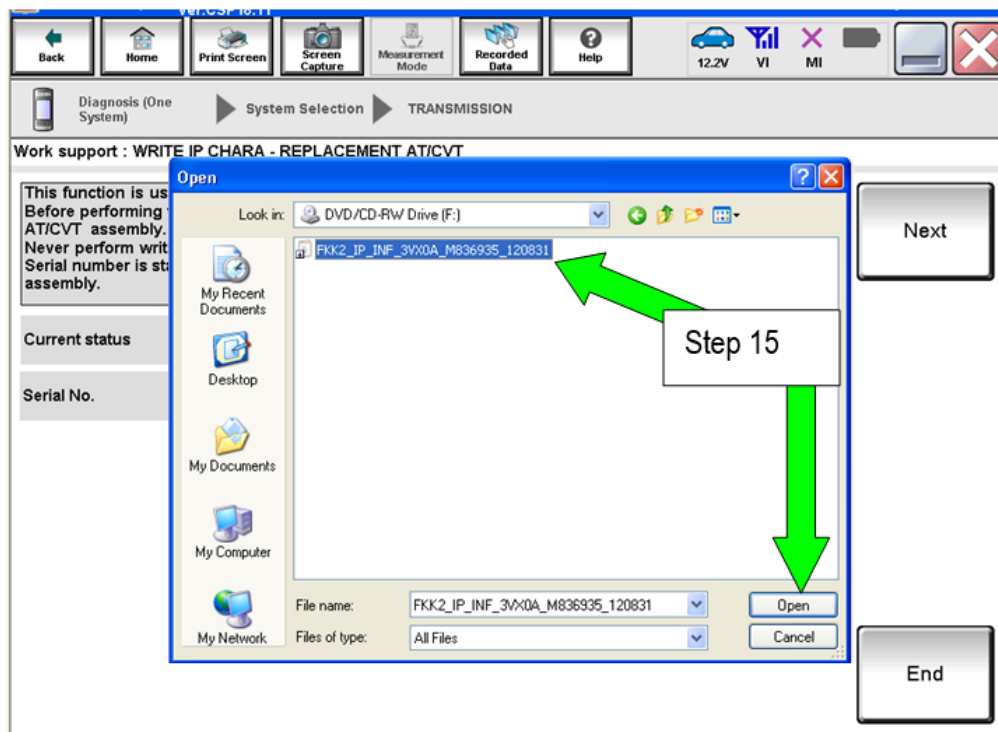 Ver.CSP16.11
Back
Home
Print Screen
Screen Capture
Measurement Mode
Recorded Data
Help
12.2V
VI
MI
Diagnosis (One System)
System Selection
TRANSMISSION
Work support : WRITE IP CHARA - REPLACEMENT AT/CVT
This function is us
Before performing
AT/CVT assembly.
Never perform writ
Serial number is sta
assembly.
Current status
Serial No.
Open
Look in:
DVD/CD-RW Drive (F:)
FKK2_IP_INF_3VX0A_M836935_120831
My Recent Documents
Desktop
My Documents
My Computer
My Network
File name:
FKK2_IP_INF_3VX0A_M836935_120831
Open
Files of type:
All Files
Cancel
Step 15
Next
End